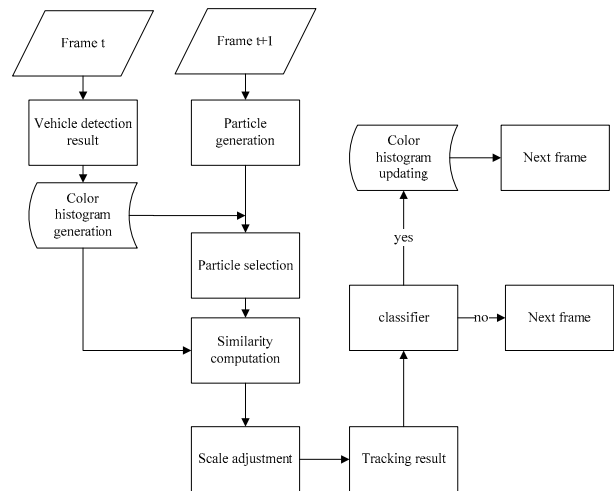 Frame t
Frame t+1
Vehicle detection
result
Particle
generation
Color
histogram
updating
Next frame
Color
histogram
generation
yes
Particle selection
classifier
no
Next frame
Similarity
computation
Scale adjustment
Tracking result